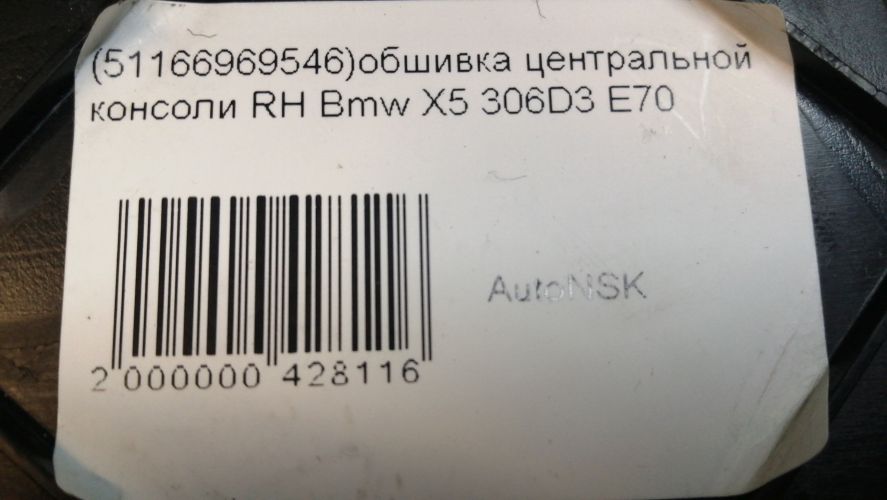 (51166969546)обшивка центральной
консоли RH Bmw X5 306D3 E70
AutoNSK
2 000000 428116